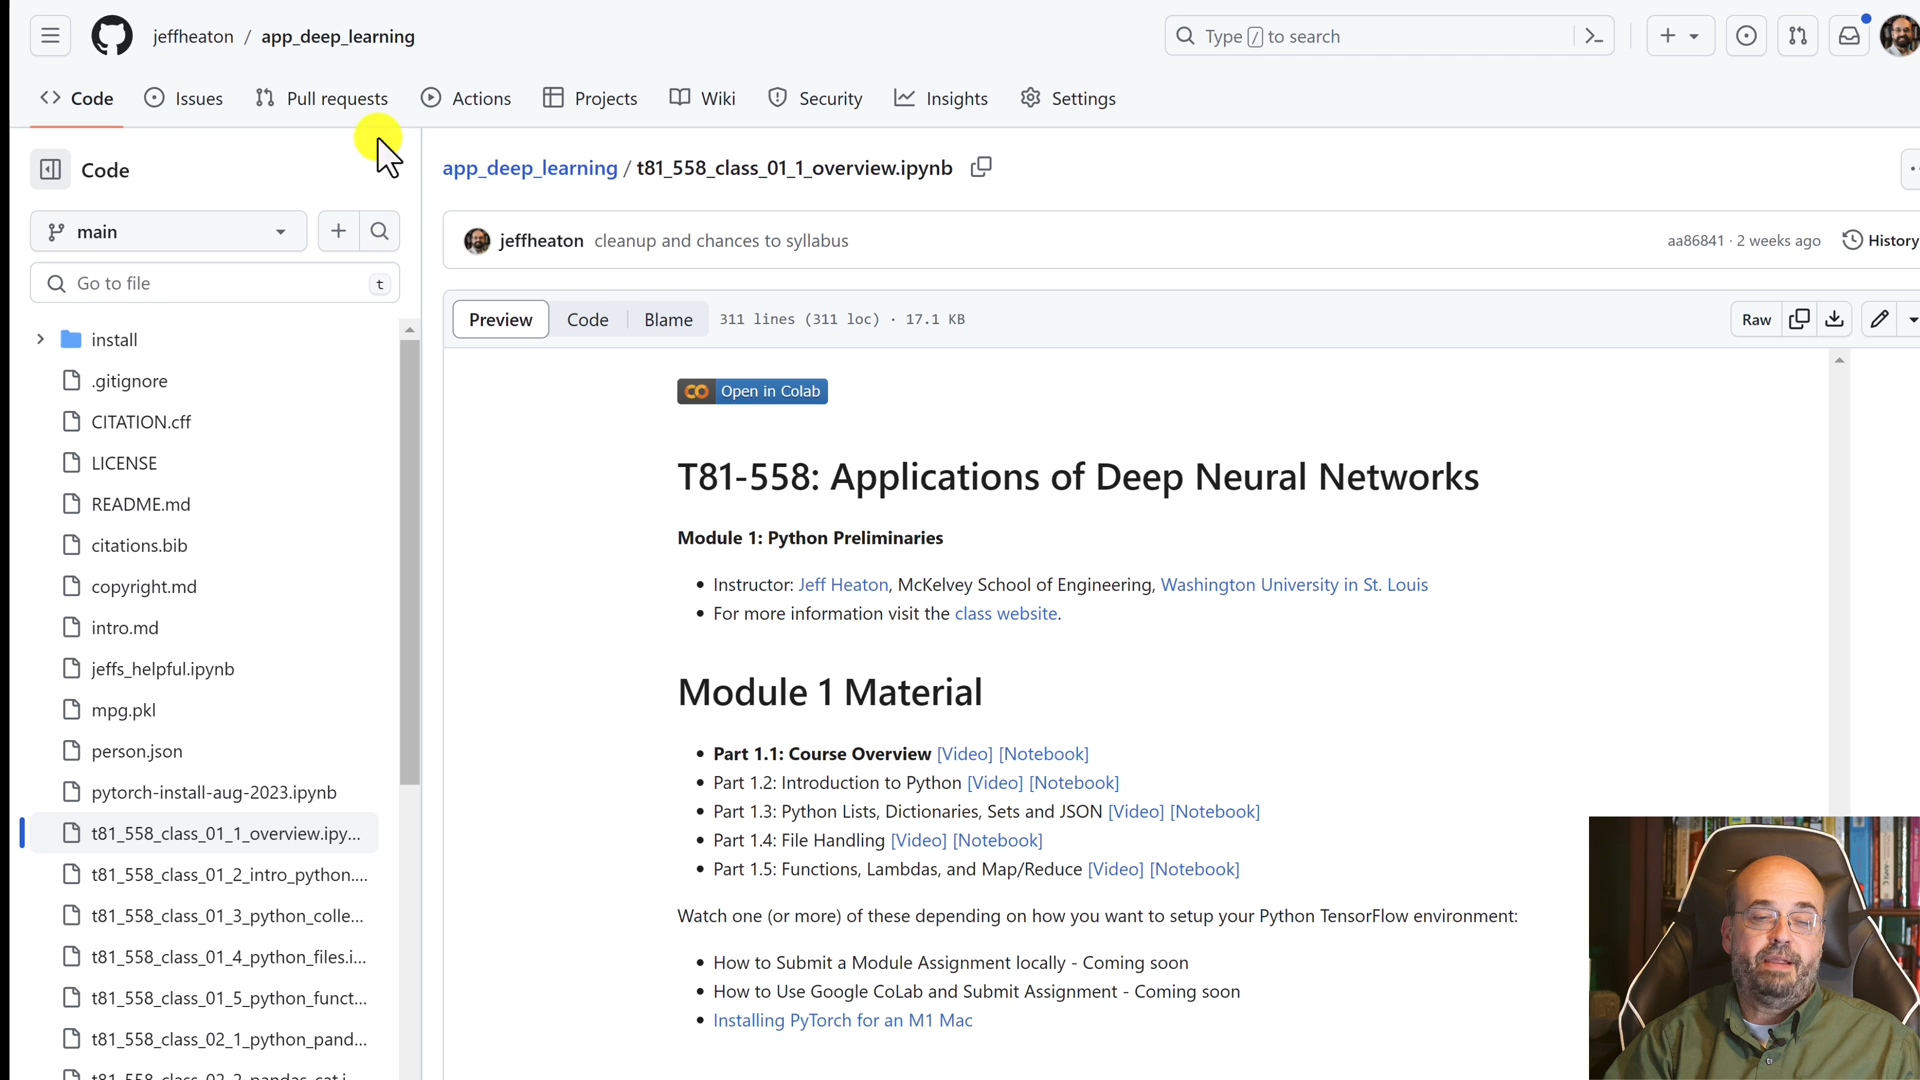 jeffheaton / app_deep_learning
Type / to search
Code Issues Pull requests Actions Projects Wiki Security Insights Settings
Code
app_deep_learning / t81_558_class_01_1_overview.ipynb
main
jeffheaton cleanup and chances to syllabus
aa86841 · 2 weeks ago History
Go to file t
Preview Code Blame 311 lines (311 loc) · 17.1 KB Raw
install
.gitignore
CITATION.cff
LICENSE
README.md
citations.bib
copyright.md
intro.md
jeffs_helpful.ipynb
mpg.pkl
person.json
pytorch-install-aug-2023.ipynb
t81_558_class_01_1_overview.ipy...
t81_558_class_01_2_intro_python....
t81_558_class_01_3_python_colle...
t81_558_class_01_4_python_files.i...
t81_558_class_01_5_python_funct...
t81_558_class_02_1_python_pand...
Open in Colab
T81-558: Applications of Deep Neural Networks
Module 1: Python Preliminaries
• Instructor: Jeff Heaton, McKelvey School of Engineering, Washington University in St. Louis
• For more information visit the class website.
Module 1 Material
• Part 1.1: Course Overview [Video] [Notebook]
• Part 1.2: Introduction to Python [Video] [Notebook]
• Part 1.3: Python Lists, Dictionaries, Sets and JSON [Video] [Notebook]
• Part 1.4: File Handling [Video] [Notebook]
• Part 1.5: Functions, Lambdas, and Map/Reduce [Video] [Notebook]
Watch one (or more) of these depending on how you want to setup your Python TensorFlow environment:
• How to Submit a Module Assignment locally - Coming soon
• How to Use Google CoLab and Submit Assignment - Coming soon
• Installing PyTorch for an M1 Mac